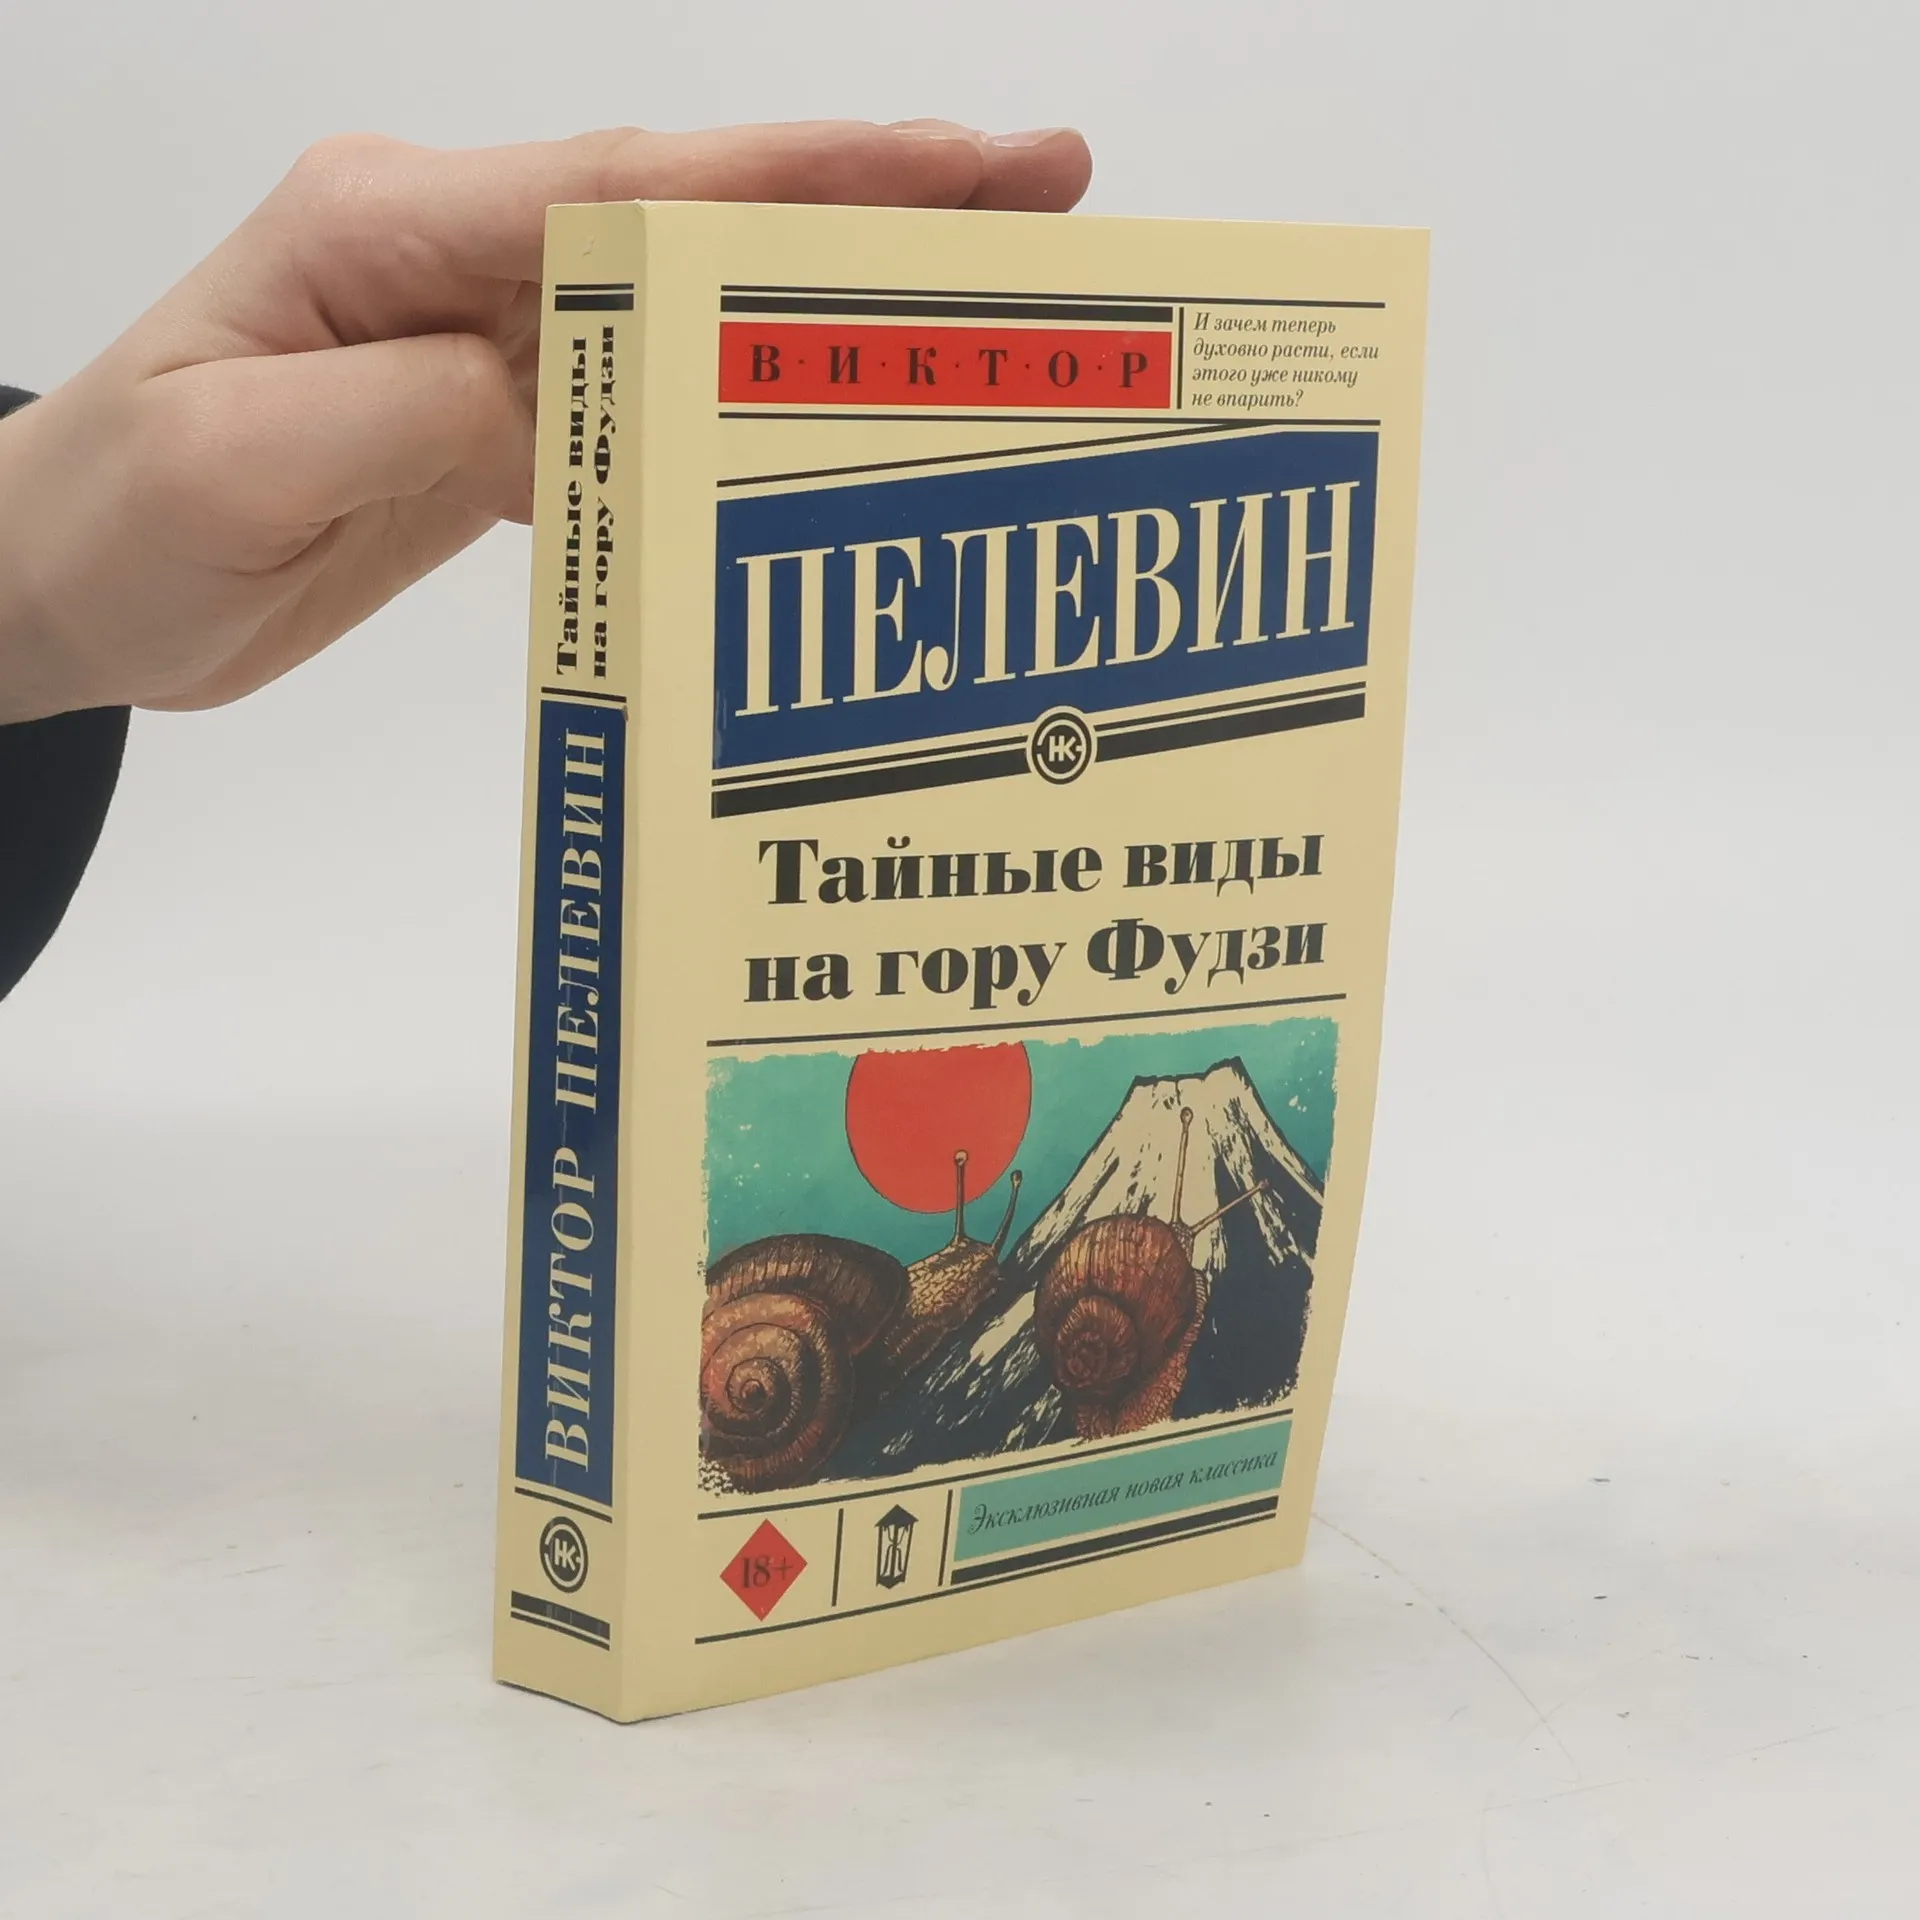 В·И·К·Т·О·Р
И зачем теперь
духовно расти, если
этого уже никому
не впарить?
ПЕЛЕВИН
НК
Тайные виды
на гору Фудзи
18+
Ж
Эксклюзивная новая классика
Тайные виды
на гору Фудзи
ВИКТОР ПЕЛЕВИН
НК